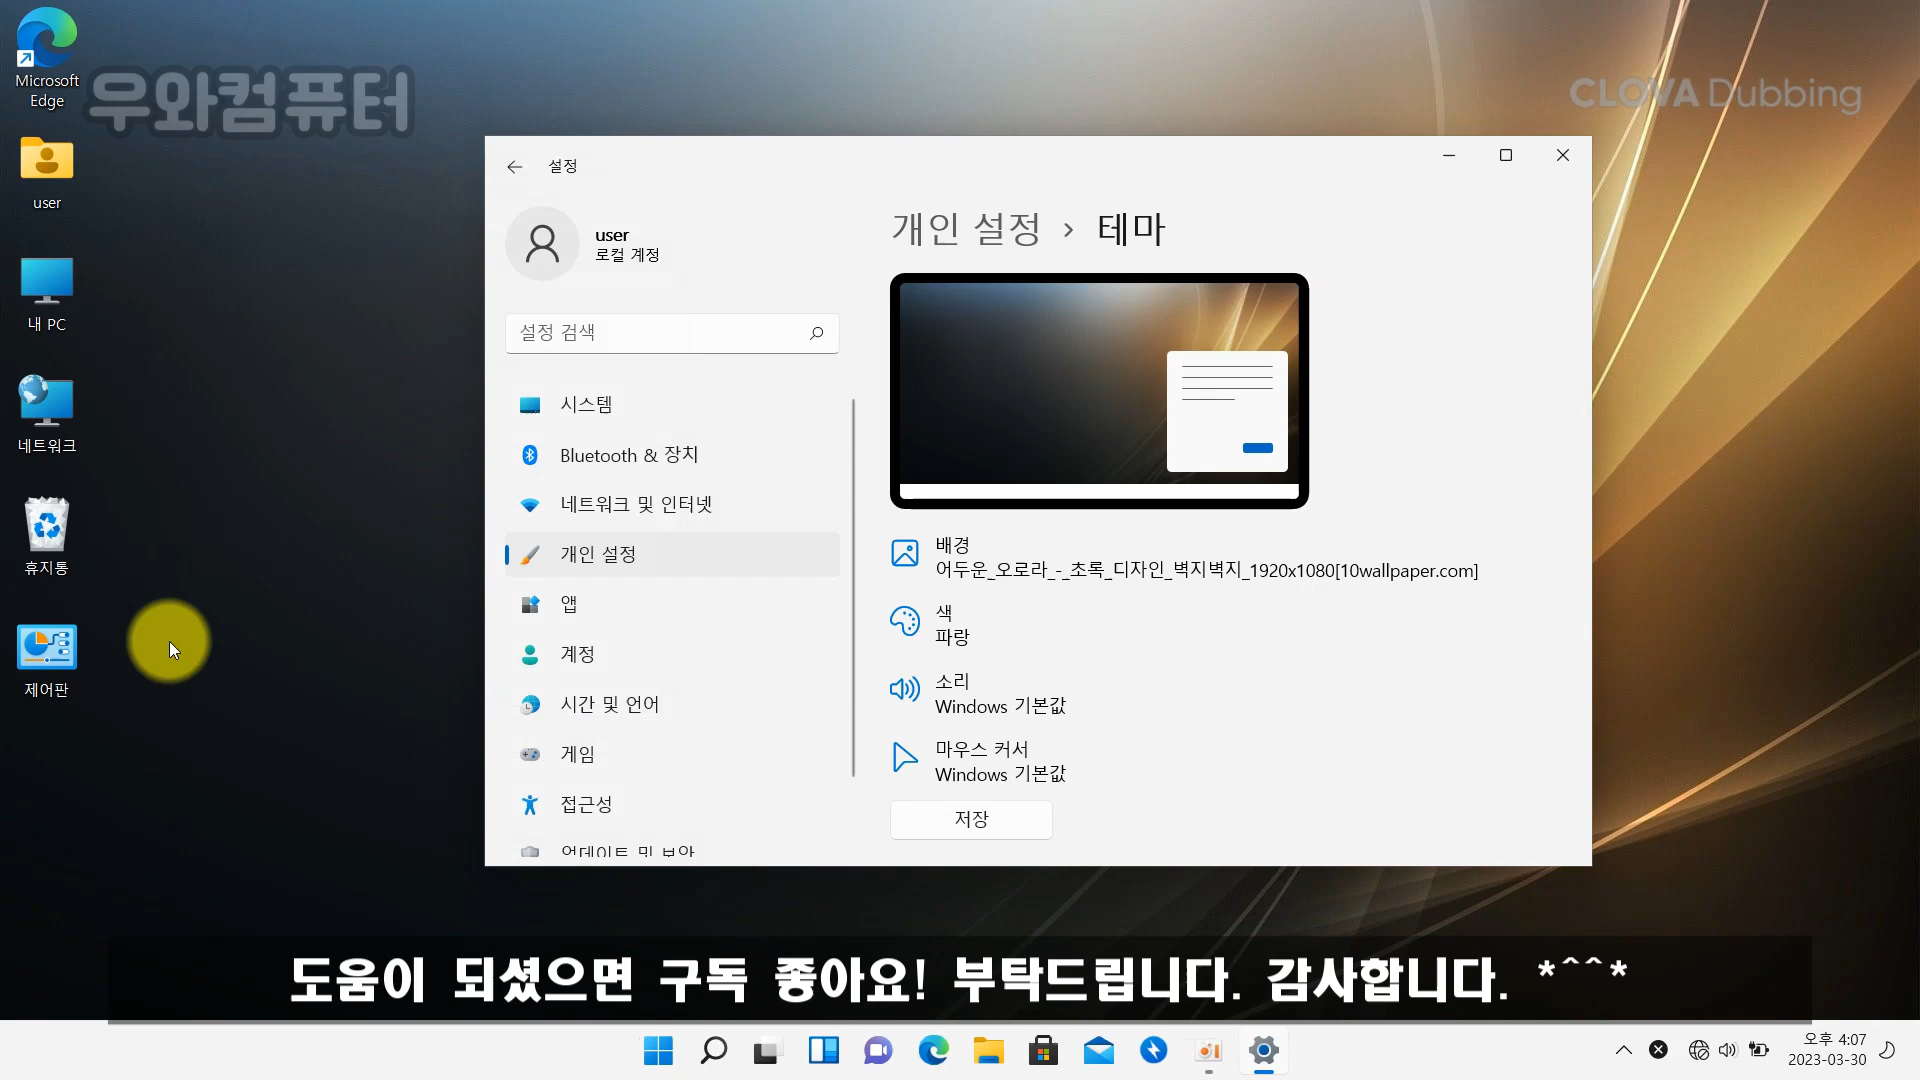 Microsoft
Edge
우와컴퓨터
CLOVA Dubbing
user
내 PC
네트워크
휴지통
제어판
설정
user
로컬 계정
설정 검색
시스템
Bluetooth & 장치
네트워크 및 인터넷
개인 설정
앱
계정
시간 및 언어
게임
접근성
업데이트 및 보안
개인 설정 › 테마
배경
어두운_오로라_-_초록_디자인_벽지벽지_1920x1080[10wallpaper.com]
색
파랑
소리
Windows 기본값
마우스 커서
Windows 기본값
저장
도움이 되셨으면 구독 좋아요! 부탁드립니다. 감사합니다. *^^*
오후 4:07
2023-03-30